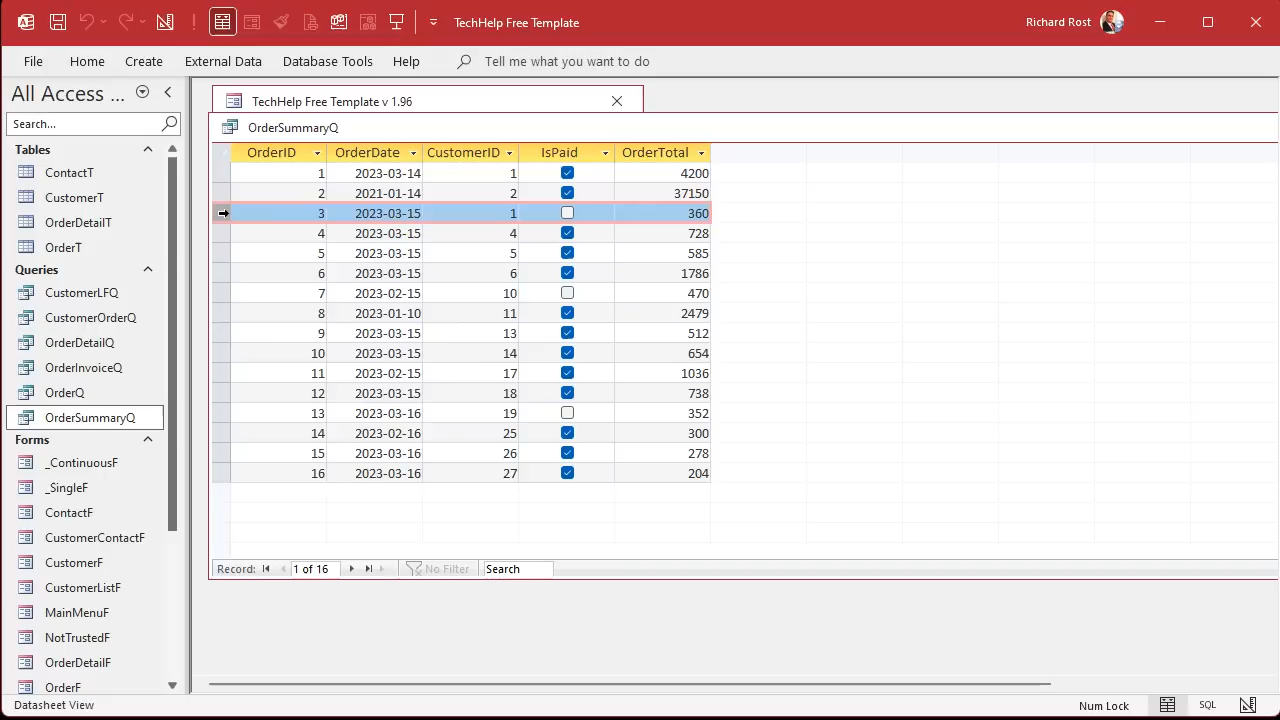 TechHelp Free Template
Richard Rost
File Home Create External Data Database Tools Help Tell me what you want to do
All Access ...
Search...
Tables
ContactT
CustomerT
OrderDetailT
OrderT
Queries
CustomerLFQ
CustomerOrderQ
OrderDetailQ
OrderInvoiceQ
OrderQ
OrderSummaryQ
Forms
_ContinuousF
_SingleF
ContactF
CustomerContactF
CustomerF
CustomerListF
MainMenuF
NotTrustedF
OrderDetailF
OrderF
TechHelp Free Template v 1.96
OrderSummaryQ
OrderID OrderDate CustomerID IsPaid OrderTotal
1 2023-03-14 1 4200
2 2021-01-14 2 37150
3 2023-03-15 1 360
4 2023-03-15 4 728
5 2023-03-15 5 585
6 2023-03-15 6 1786
7 2023-02-15 10 470
8 2023-01-10 11 2479
9 2023-03-15 13 512
10 2023-03-15 14 654
11 2023-02-15 17 1036
12 2023-03-15 18 738
13 2023-03-16 19 352
14 2023-02-16 25 300
15 2023-03-16 26 278
16 2023-03-16 27 204
Record: 1 of 16 No Filter Search
Datasheet View Num Lock SQL